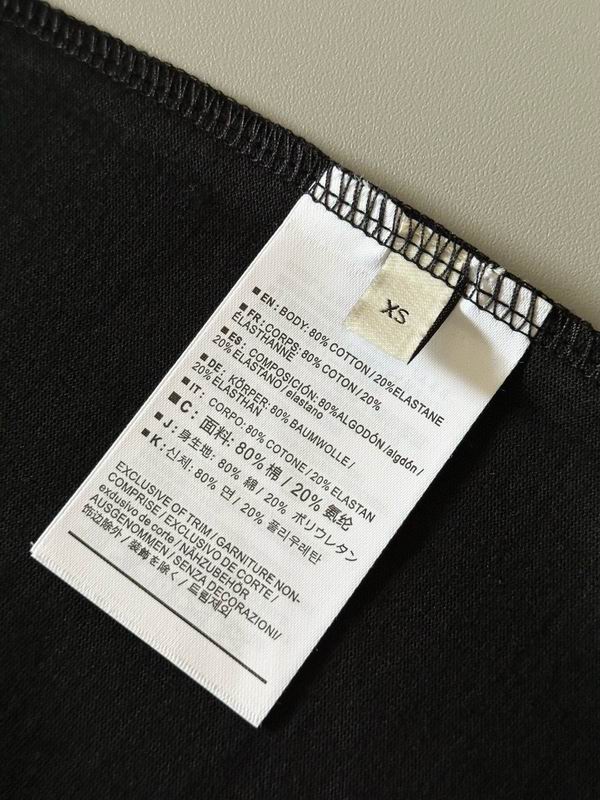 XS
■ EN: BODY: 80% COTTON / 20%ELASTANE
■ FR: CORPS: 80% COTON / 20%
ÉLASTHANNE
■ ES: COMPOSICIÓN: 80%ALGODÓN /algdón/
20% ELASTANO / elastano
■ DE: KÖRPER: 80% BAUMWOLLE /
20% ELASTHAN
■ IT: CORPO: 80% COTONE / 20% ELASTAN
■ C: 面料: 80% 棉 / 20% 氨纶
■ J: 身生地: 80% 綿 / 20% ポリウレタン
■ K: 신체: 80% 면 / 20% 폴리우레탄
EXCLUSIVE OF TRIM / GARNITURE NON-
COMPRISE / EXCLUSIVO DE CORTE /
exdusivo de corte / NÄHZUBEHÖR
AUSGENOMMEN / SENZA DECORAZIONI/
饰边除外 / 装飾を除く / 트림제외